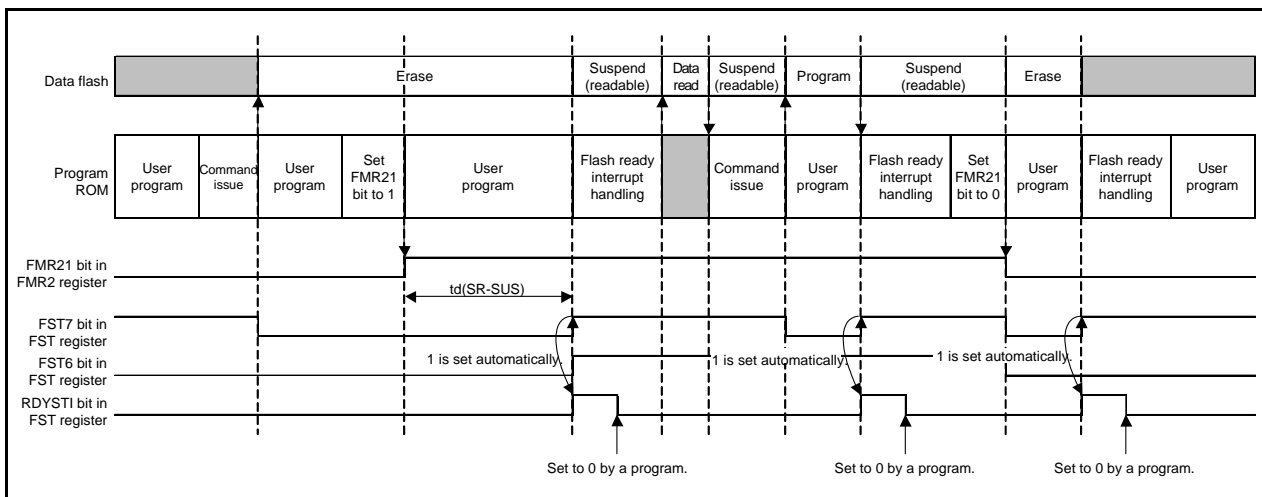 Data flash
Erase
Suspend
(readable)
Data
read
Suspend
(readable)
Program
Suspend
(readable)
Erase
Program
ROM
User
program
Command
issue
User
program
Set
FMR21
bit to 1
User
program
Flash ready
interrupt
handling
Command
issue
User
program
Flash ready
interrupt
handling
Set
FMR21
bit to 0
User
program
Flash ready
interrupt
handling
User
program
FMR21 bit in
FMR2 register
td(SR-SUS)
FST7 bit in
FST register
1 is set automatically.
1 is set automatically.
1 is set automatically.
FST6 bit in
FST register
RDYSTI bit in
FST register
Set to 0 by a program.
Set to 0 by a program.
Set to 0 by a program.